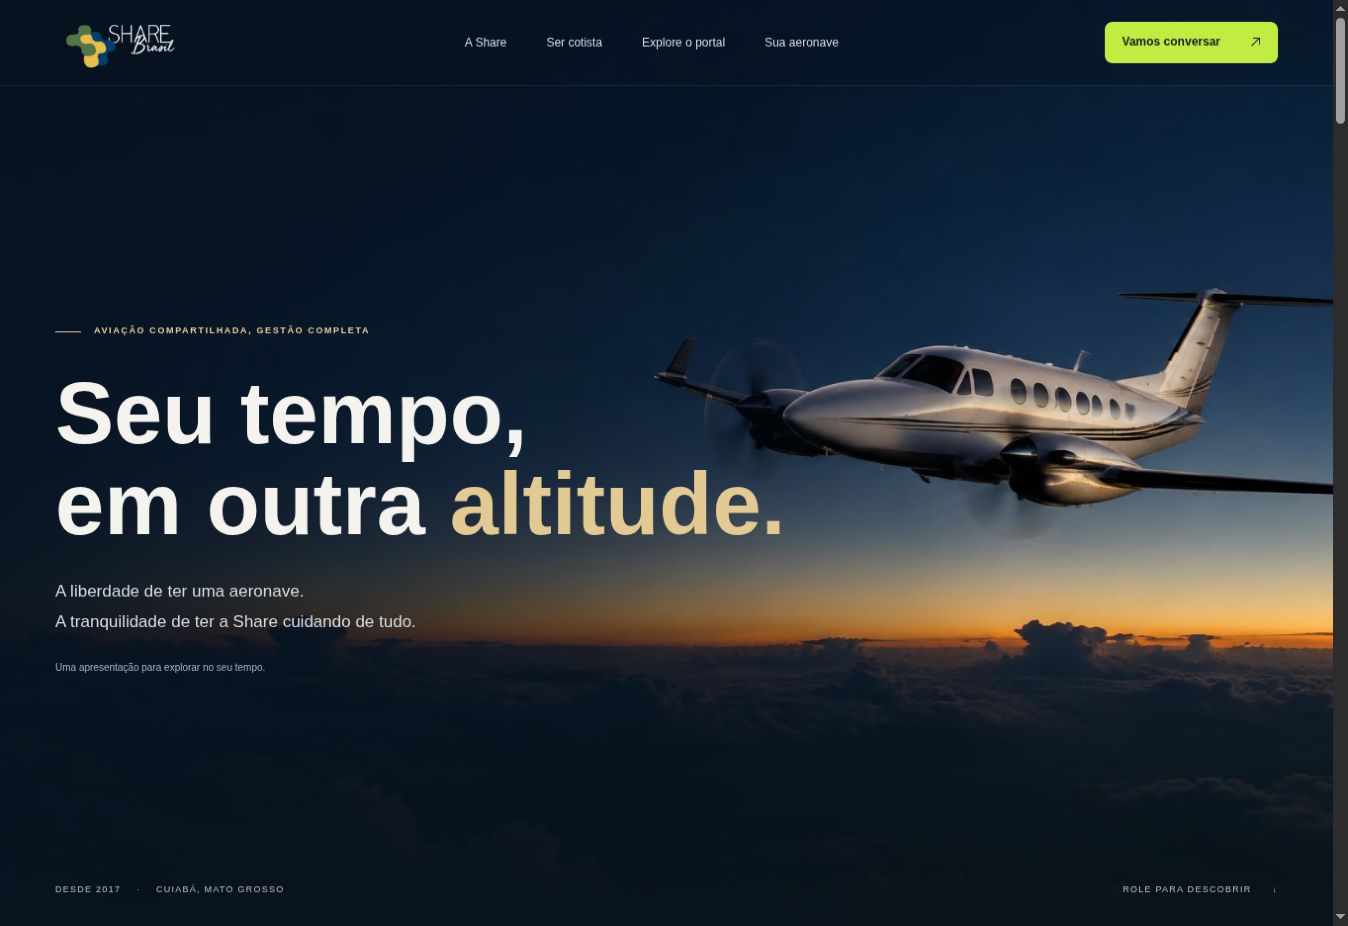 SHARE
Brasil
A Share
Ser cotista
Explore o portal
Sua aeronave
Vamos conversar
AVIAÇÃO COMPARTILHADA, GESTÃO COMPLETA
Seu tempo,
em outra altitude.
A liberdade de ter uma aeronave.
A tranquilidade de ter a Share cuidando de tudo.
Uma apresentação para explorar no seu tempo.
DESDE 2017 · CUIABÁ, MATO GROSSO
ROLE PARA DESCOBRIR ↓